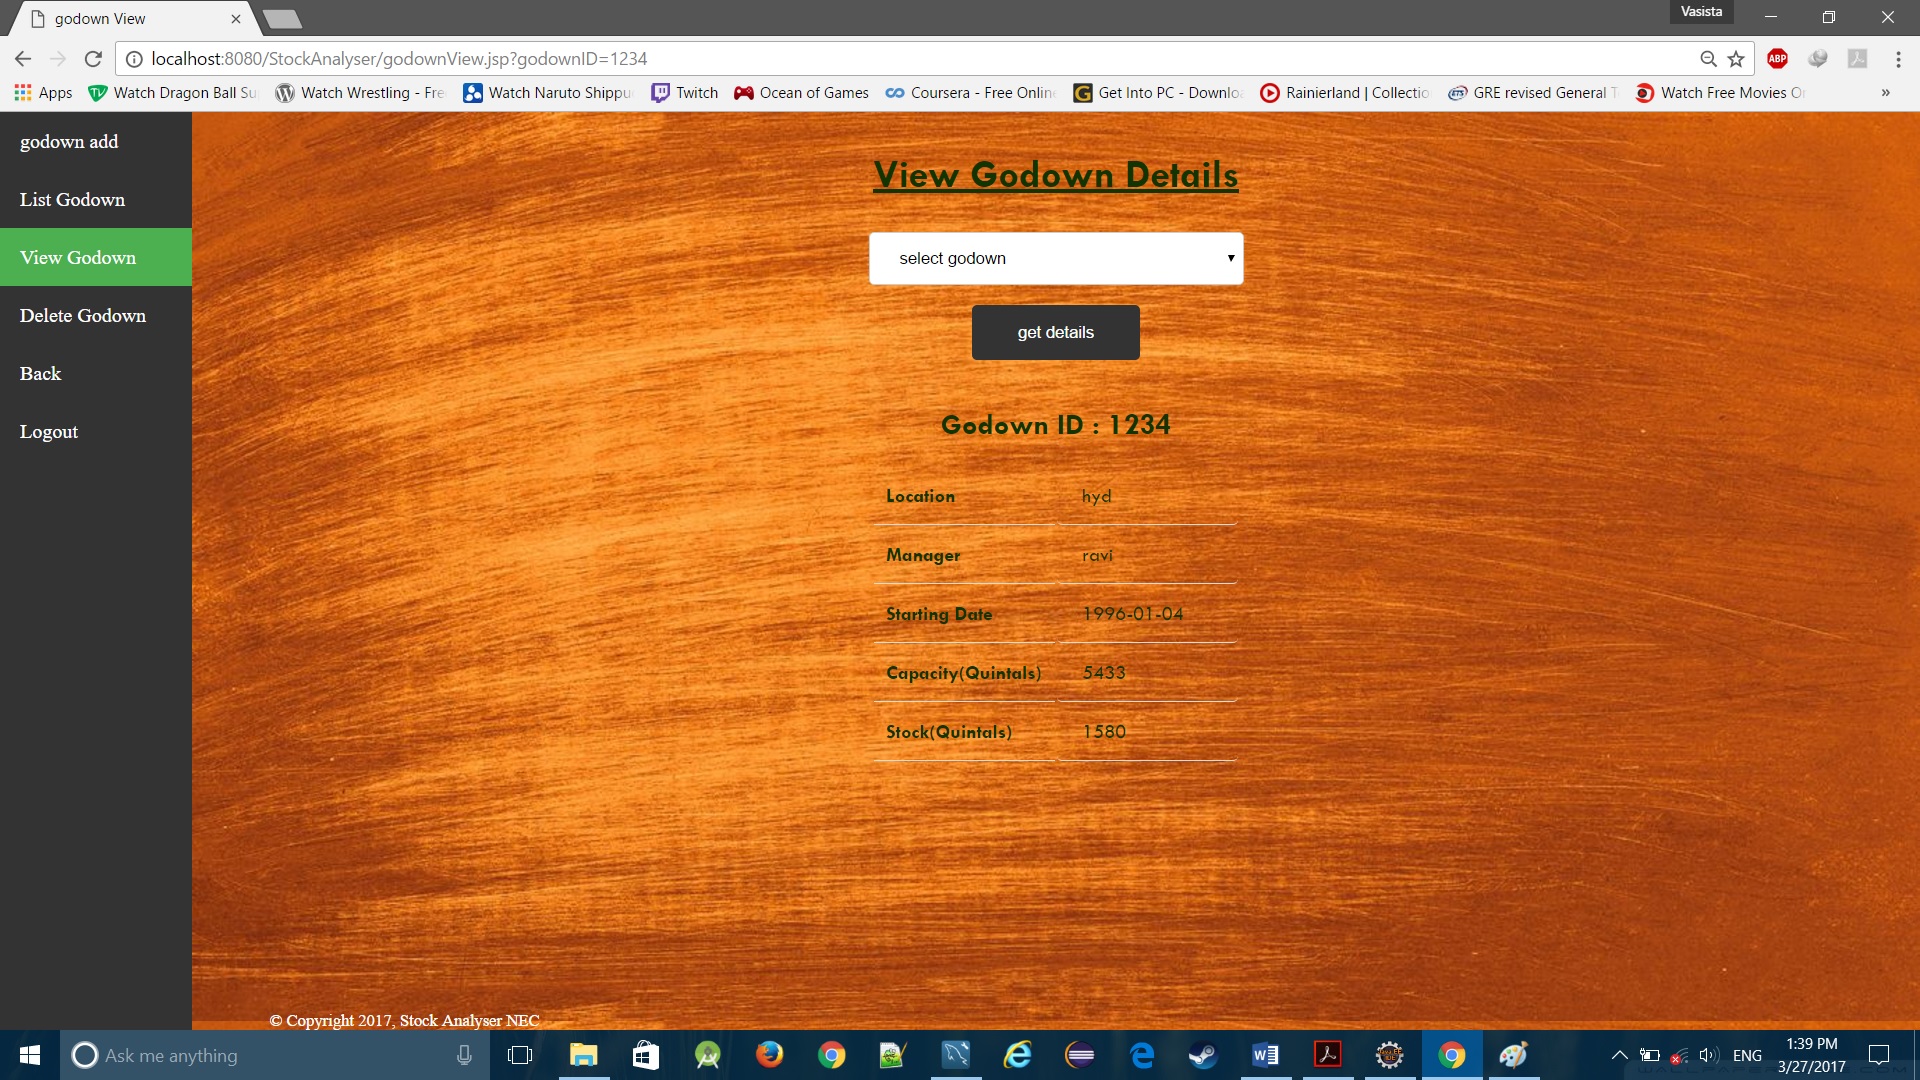 godown View
Vasista
localhost:8080/StockAnalyser/godownView.jsp?godownID=1234
ABP
Apps
Watch Dragon Ball Su
Watch Wrestling - Fre
Watch Naruto Shippu
Twitch
Ocean of Games
Coursera - Free Onlin
Get Into PC - Downlo
Rainierland | Collectio
GRE revised General T
Watch Free Movies O
»
godown add
List Godown
View Godown
Delete Godown
Back
Logout
View Godown Details
select godown
get details
Godown ID : 1234
Location hyd
Manager ravi
Starting Date 1996-01-04
Capacity(Quintals) 5433
Stock(Quintals) 1580
© Copyright 2017, Stock Analyser NEC
Ask me anything
ENG
1:39 PM
3/27/2017